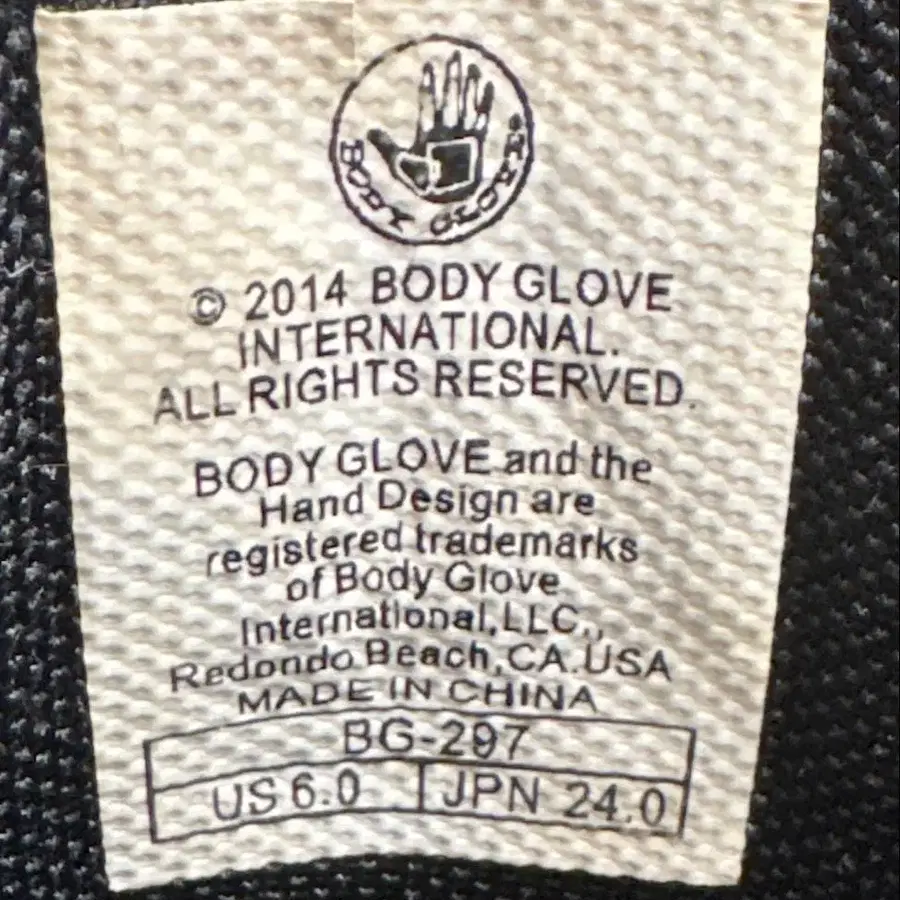 BODY GLOVE
© 2014 BODY GLOVE
INTERNATIONAL.
ALL RIGHTS RESERVED.
BODY GLOVE and the
Hand Design are
registered trademarks
of Body Glove
International,LLC.,
Redondo Beach,CA.USA
MADE IN CHINA
BG-297
US 6.0 JPN 24.0